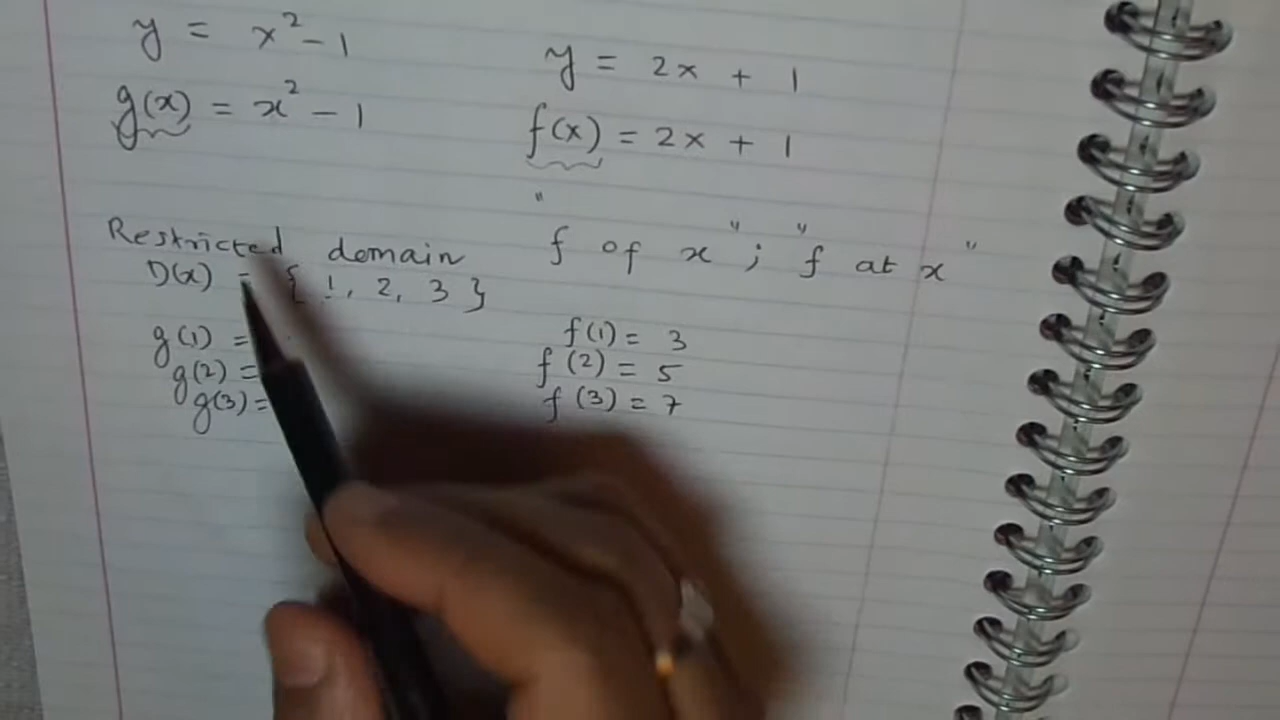 y = x² - 1
g(x) = x² - 1
y = 2x + 1
f(x) = 2x + 1
"f of x"; "f at x"
Restricted domain
D(x) = { 1, 2, 3 }
g(1) =
g(2) =
g(3) =
f(1) = 3
f(2) = 5
f(3) = 7